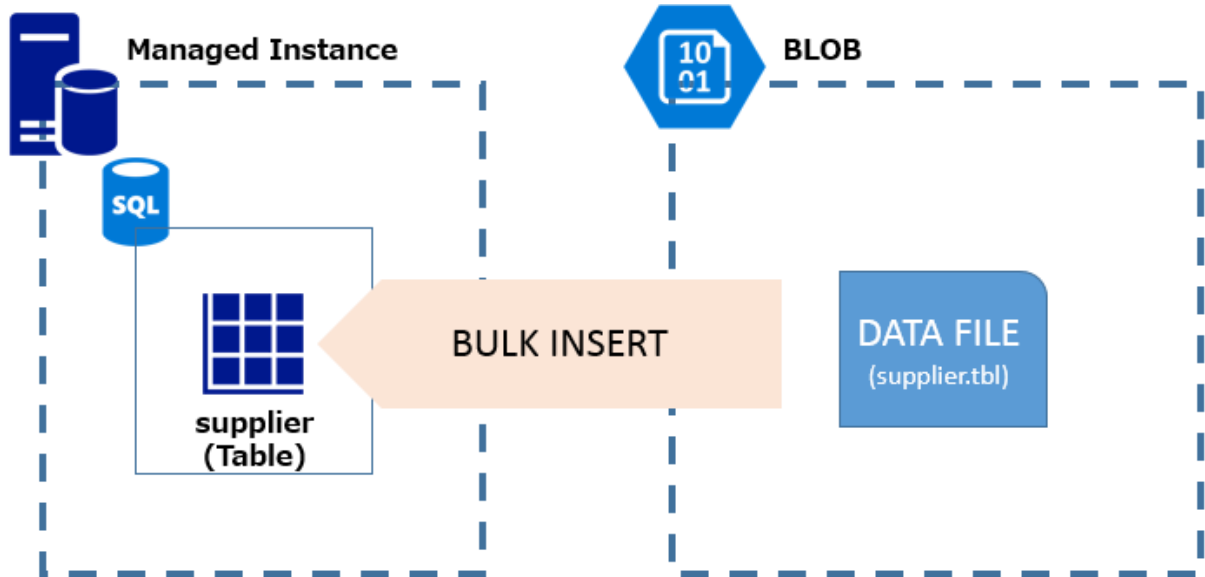 Managed Instance
BLOB
10
01
SQL
BULK INSERT
DATA FILE
(supplier.tbl)
supplier
(Table)